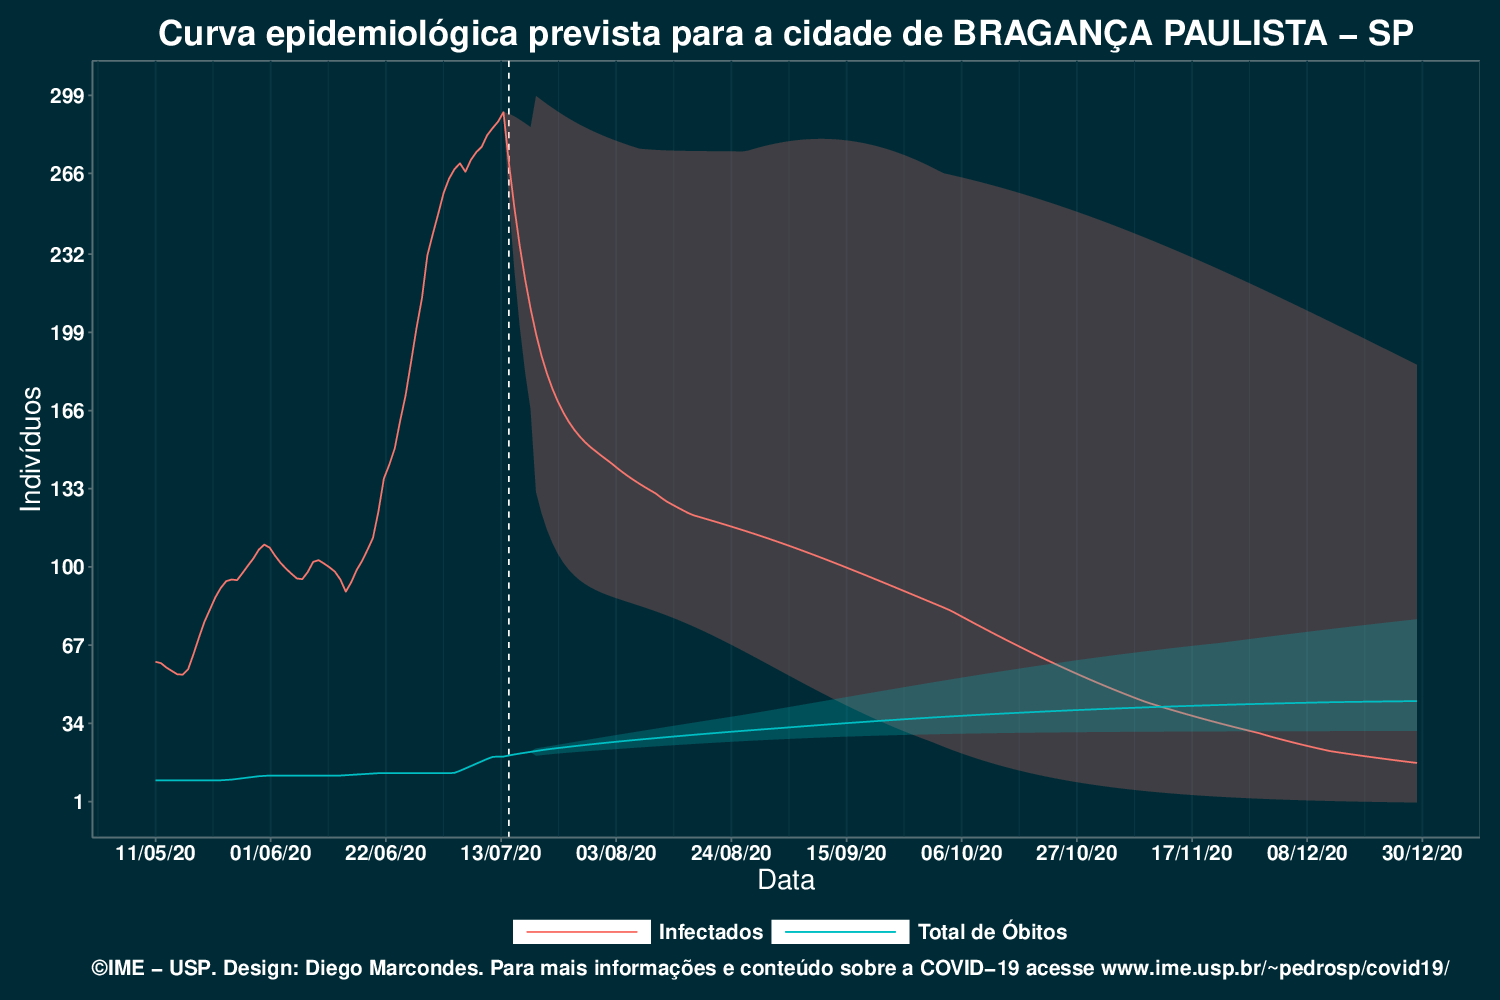 Curva epidemiológica prevista para a cidade de BRAGANÇA PAULISTA – SP
Indivíduos
299
266
232
199
166
133
100
67
34
1
11/05/20 01/06/20 22/06/20 13/07/20 03/08/20 24/08/20 15/09/20 06/10/20 27/10/20 17/11/20 08/12/20 30/12/20
Data
Infectados Total de Óbitos
©IME – USP. Design: Diego Marcondes. Para mais informações e conteúdo sobre a COVID–19 acesse www.ime.usp.br/~pedrosp/covid19/